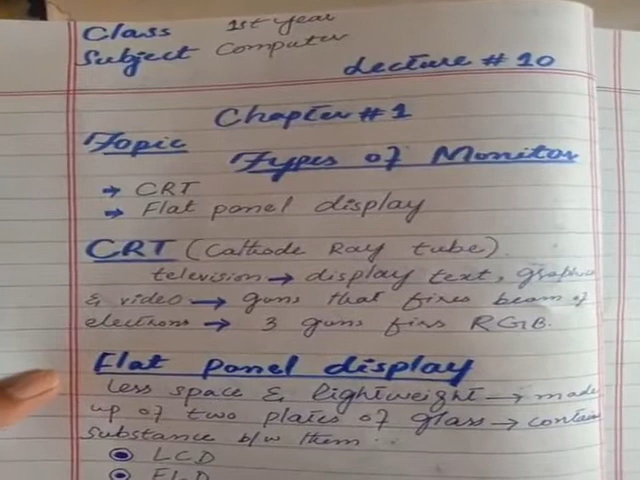 Class 1st year
Subject Computer
Lecture # 10
Chapter # 1
Topic
Types of Monitor
→ CRT
→ Flat panel display
CRT (Cathode Ray tube)
television → display text, graphics
& video → guns that fires beam of
electrons → 3 guns fires RGB.
Flat panel display
less space & lightweight → made
up of two plates of glass → contain
substance b/w them ..
LCD